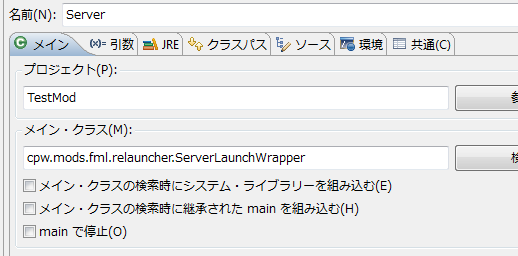 名前(N): Server
メイン (x)= 引数 JRE クラスパス ソース 環境 共通(C)
プロジェクト(P):
TestMod
メイン・クラス(M):
cpw.mods.fml.relauncher.ServerLaunchWrapper
メイン・クラスの検索時にシステム・ライブラリーを組み込む(E)
メイン・クラスの検索時に継承された main を組み込む(H)
main で停止(O)